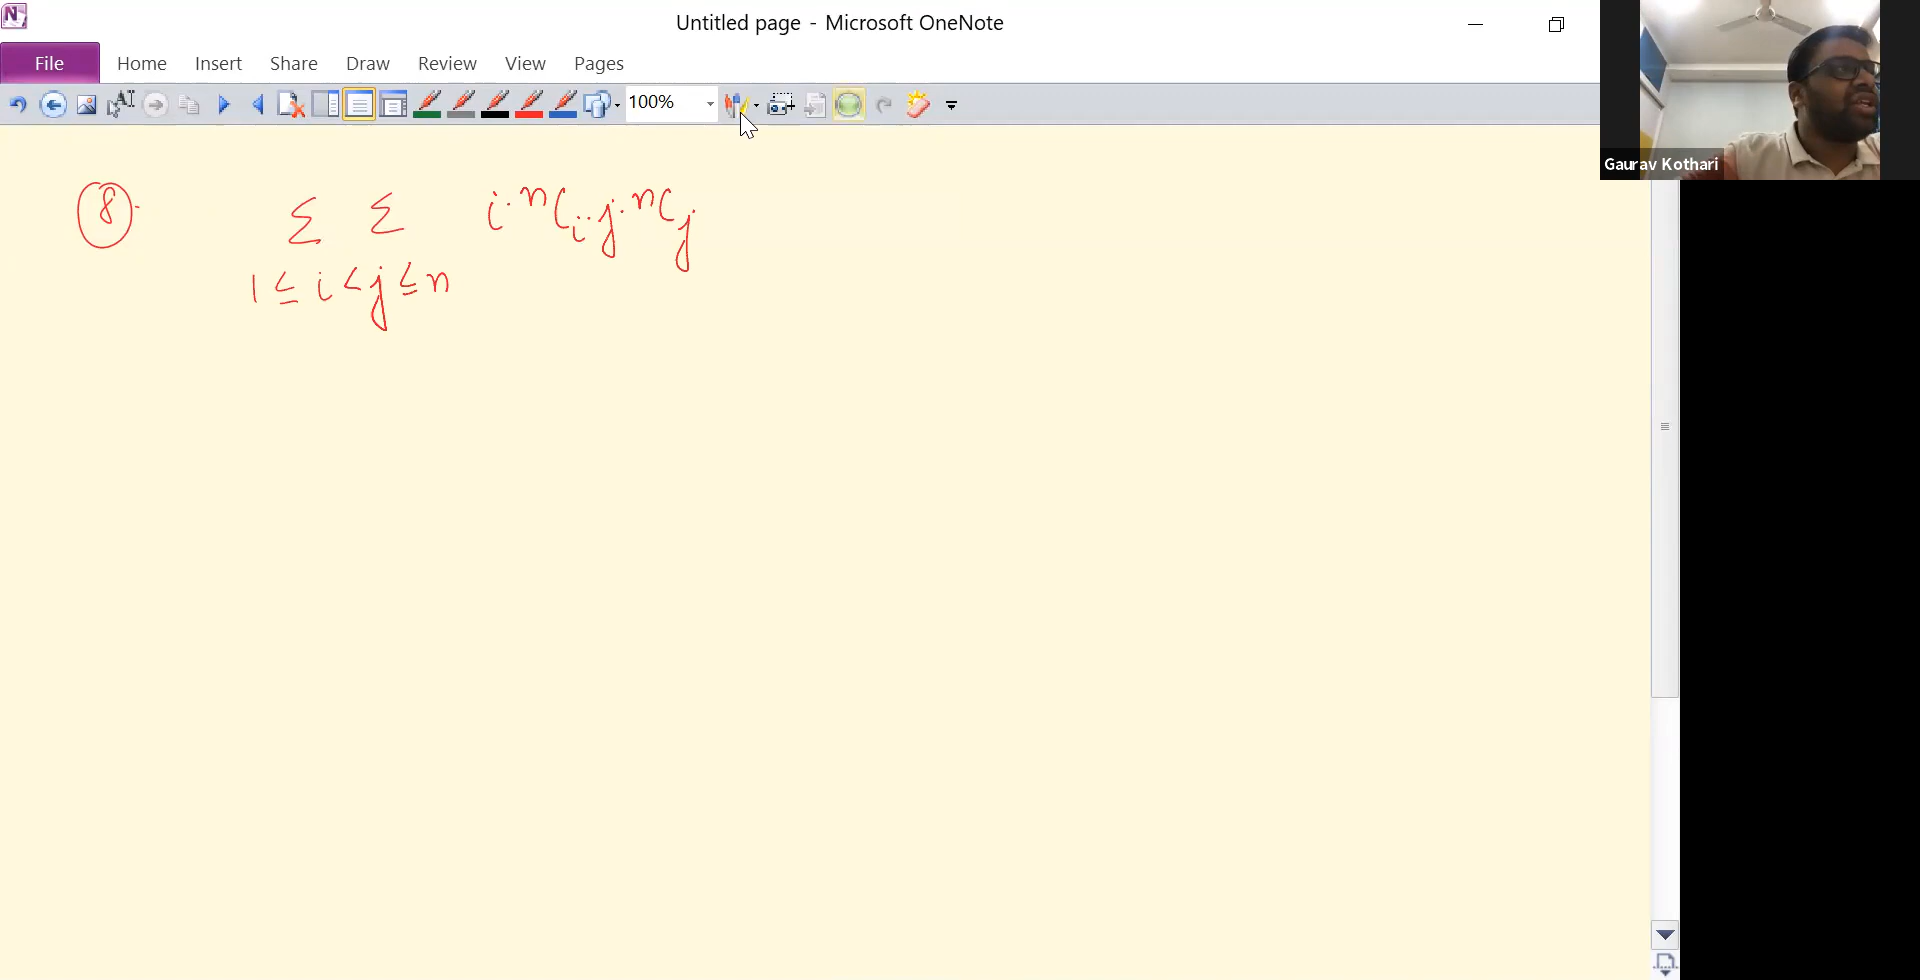 Untitled page - Microsoft OneNote
File Home Insert Share Draw Review View Pages
100%
Gaurav Kothari
⑧. Σ Σ i·ⁿCᵢ·j·ⁿCⱼ
1 ≤ i < j ≤ n